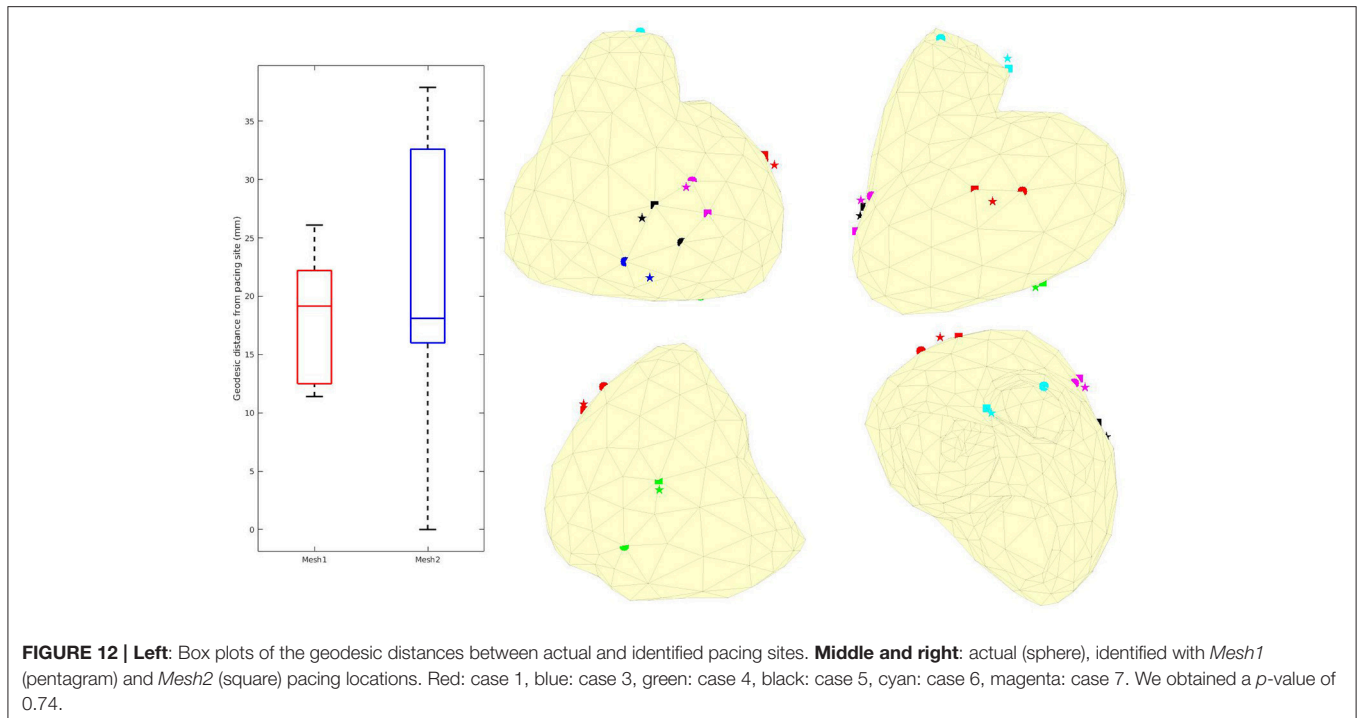 Geodesic distance from pacing site (mm)
35
30
25
20
15
10
5
0
Mesh1
Mesh2
FIGURE 12 | Left: Box plots of the geodesic distances between actual and identified pacing sites. Middle and right: actual (sphere), identified with Mesh1
(pentagram) and Mesh2 (square) pacing locations. Red: case 1, blue: case 3, green: case 4, black: case 5, cyan: case 6, magenta: case 7. We obtained a p-value of
0.74.